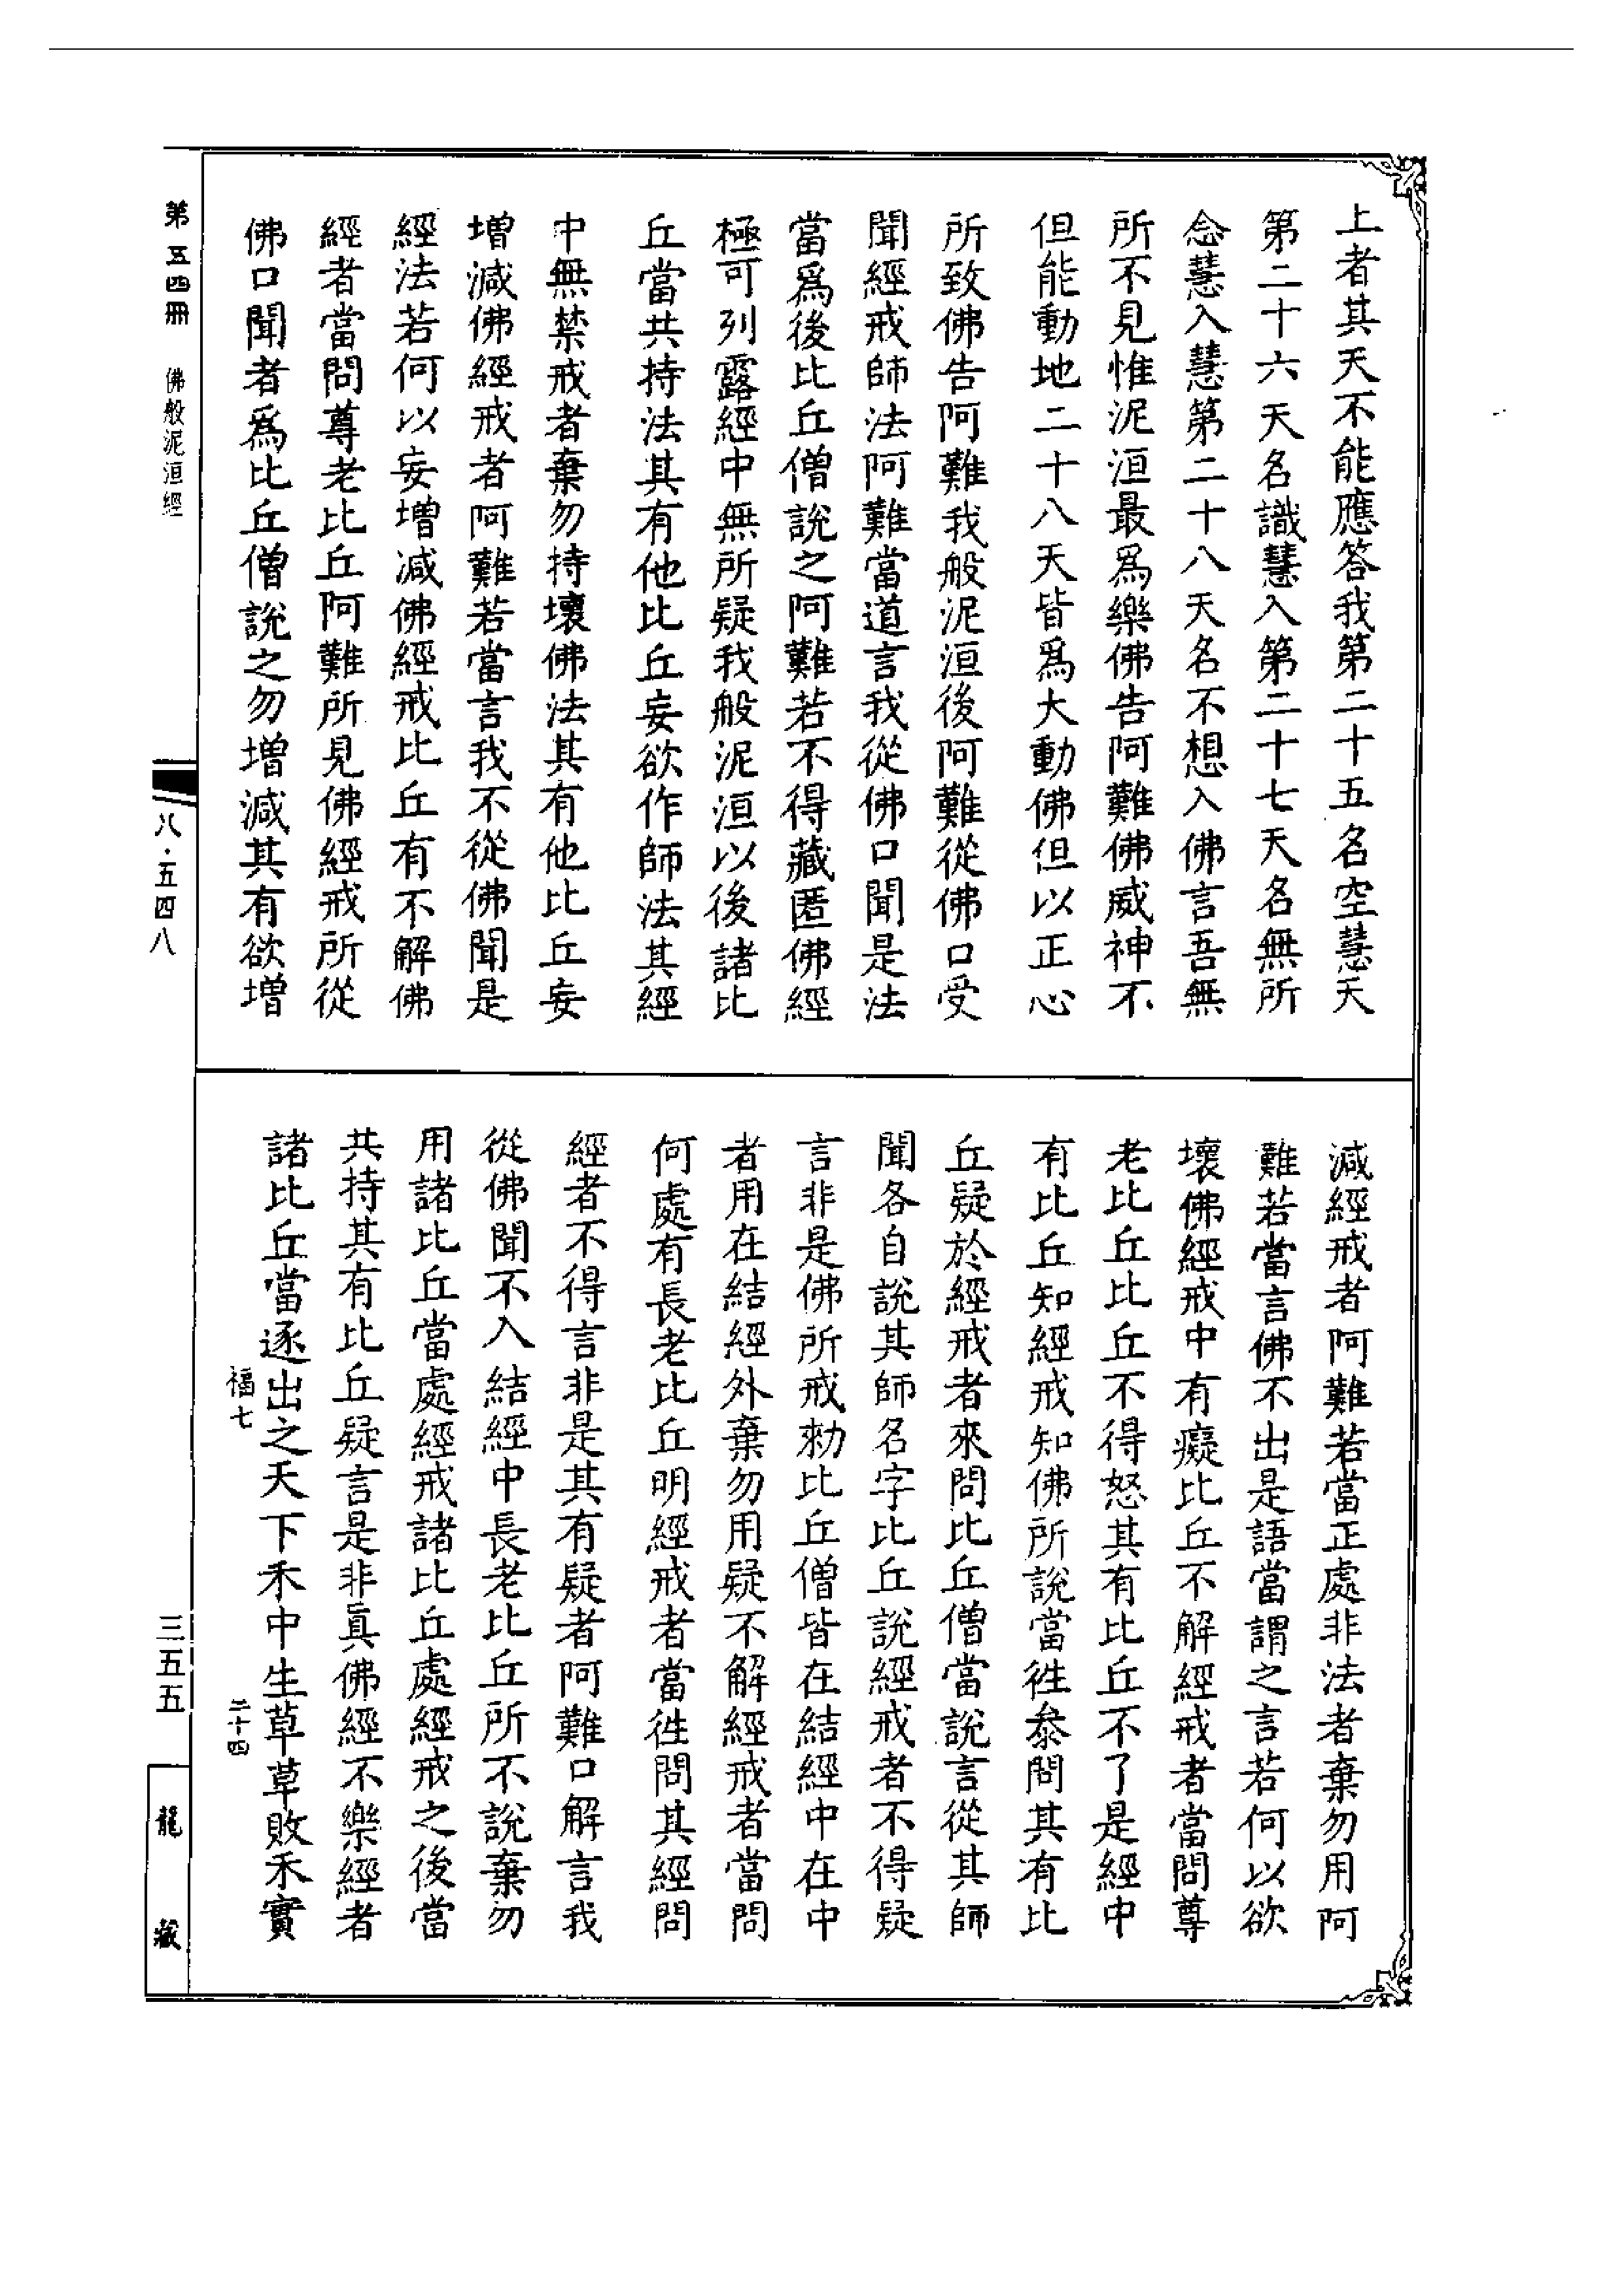 上者其天不能應答我第二十五名空慧天
第二十六天名識慧入第二十七天名無所
念慧入慧第二十八天名不想入佛言吾無
所不見惟泥洹最爲樂佛告阿難佛威神不
但能動地二十八天皆爲大動佛但以正心
所致佛告阿難我般泥洹後阿難從佛口受
聞經戒師法阿難當道言我從佛口聞是法
當爲後比丘僧說之阿難若不得藏匿佛經
極可列露經中無所疑我般泥洹以後諸比
丘當共持法其有他比丘妄欲作師法其經
中無禁戒者棄勿持壞佛法其有他比丘妄
增減佛經戒者阿難若當言我不從佛聞是
經法若何以妄增減佛經戒比丘有不解佛
經者當問尊老比丘阿難所見佛經戒所從
佛口聞者爲比丘僧說之勿增減其有欲增
減經戒者阿難若當正處非法者棄勿用阿
難若當言佛不出是語當謂之言若何以欲
壞佛經戒中有癡比丘不解經戒者當問尊
老比丘比丘不得怒其有比丘不了是經中
有比丘知經戒知佛所說當徃叅問其有比
丘疑於經戒者來問比丘僧當說言從其師
聞各自說其師名字比丘說經戒者不得疑
言非是佛所戒勑比丘僧皆在結經中在中
者用在結經外棄勿用疑不解經戒者當問
何處有長老比丘明經戒者當徃問其經問
經者不得言非是其有疑者阿難口解言我
從佛聞不入結經中長老比丘所不說棄勿
用諸比丘當處經戒諸比丘處經戒之後當
共持其有比丘疑言是非眞佛經不樂經者
諸比丘當逐出之天下禾中生草草敗禾實
福七
二十四
第五四冊
佛般泥洹經
八·五四八
三五五
龍藏